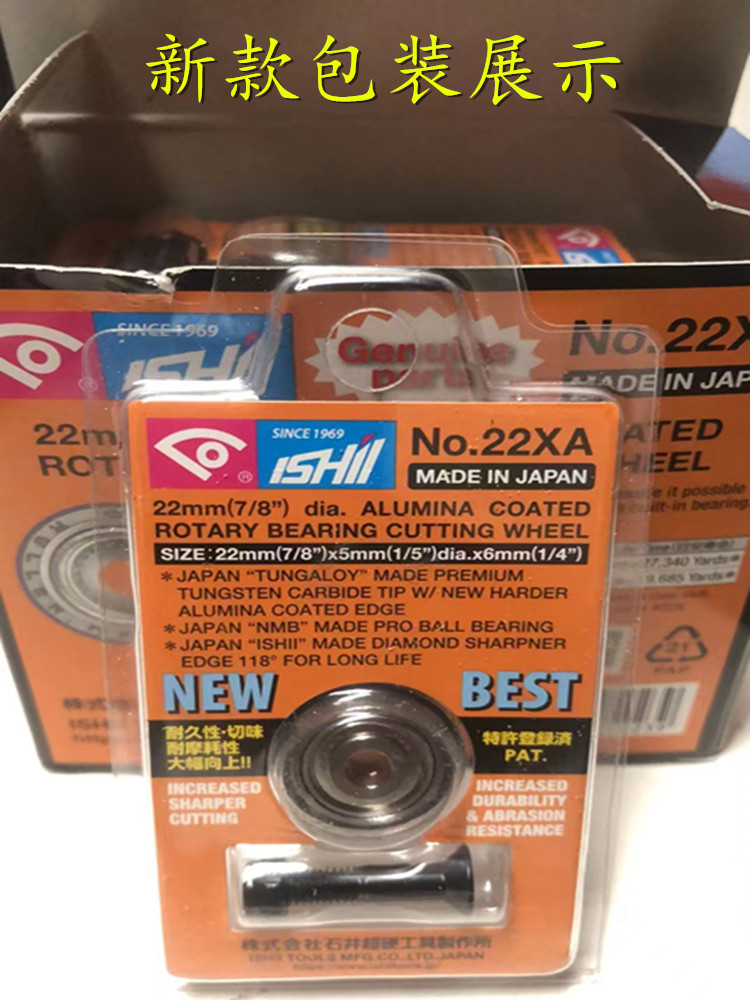 新款包装展示
SINCE 1969
ISHII
Genuine
parts
No.22X
MADE IN JAP
22m
ROT
ATED
HEEL
SINCE 1969
ISHII
No.22XA
MADE IN JAPAN
22mm(7/8") dia. ALUMINA COATED
ROTARY BEARING CUTTING WHEEL
SIZE:22mm(7/8")x5mm(1/5")dia.x6mm(1/4")
*JAPAN "TUNGALOY" MADE PREMIUM
TUNGSTEN CARBIDE TIP W/ NEW HARDER
ALUMINA COATED EDGE
*JAPAN "NMB" MADE PRO BALL BEARING
*JAPAN "ISHII" MADE DIAMOND SHARPNER
EDGE 118° FOR LONG LIFE
NEW BEST
耐久性・切味
耐摩耗性
大幅向上!!
特許登録済
PAT.
INCREASED
SHARPER
CUTTING
INCREASED
DURABILITY
& ABRASION
RESISTANCE
21
PAP
株式会社石井超硬工具製作所
ISHII TOOLS MFG.CO.,LTD.JAPAN